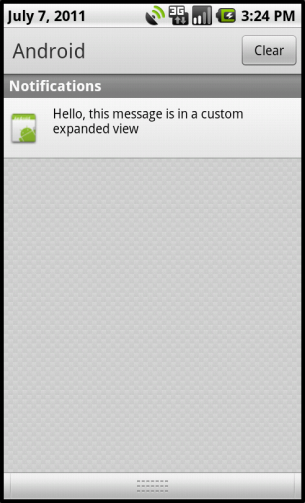 July 7, 2011 3G 3:24 PM
Android Clear
Notifications
Hello, this message is in a custom
expanded view